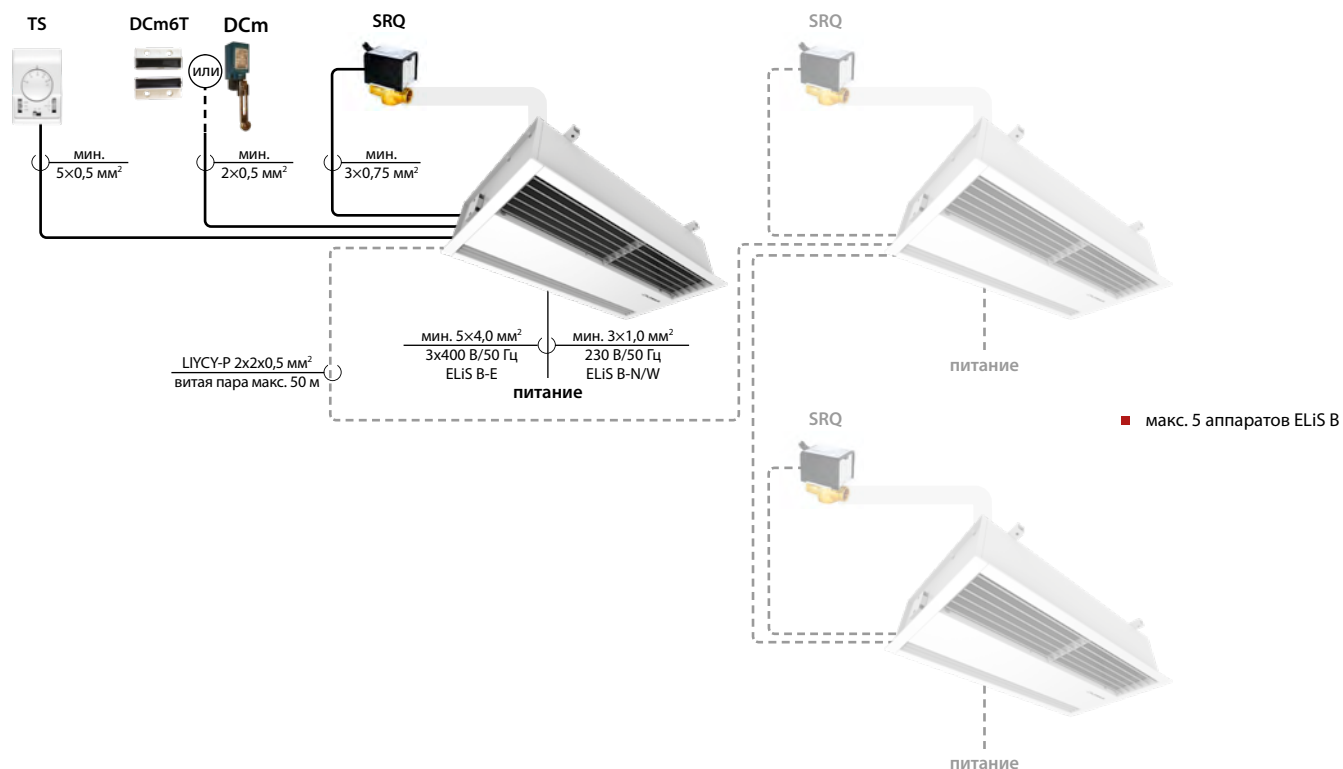 TS
DCm6T
DCm
SRQ
SRQ
или
мин.
5×0,5 мм²
мин.
2×0,5 мм²
мин.
3×0,75 мм²
мин. 5×4,0 мм²
3x400 В/50 Гц
ELiS B-E
мин. 3×1,0 мм²
230 В/50 Гц
ELiS B-N/W
питание
LIYCY-P 2x2x0,5 мм²
витая пара макс. 50 м
питание
SRQ
макс. 5 аппаратов ELiS B
питание